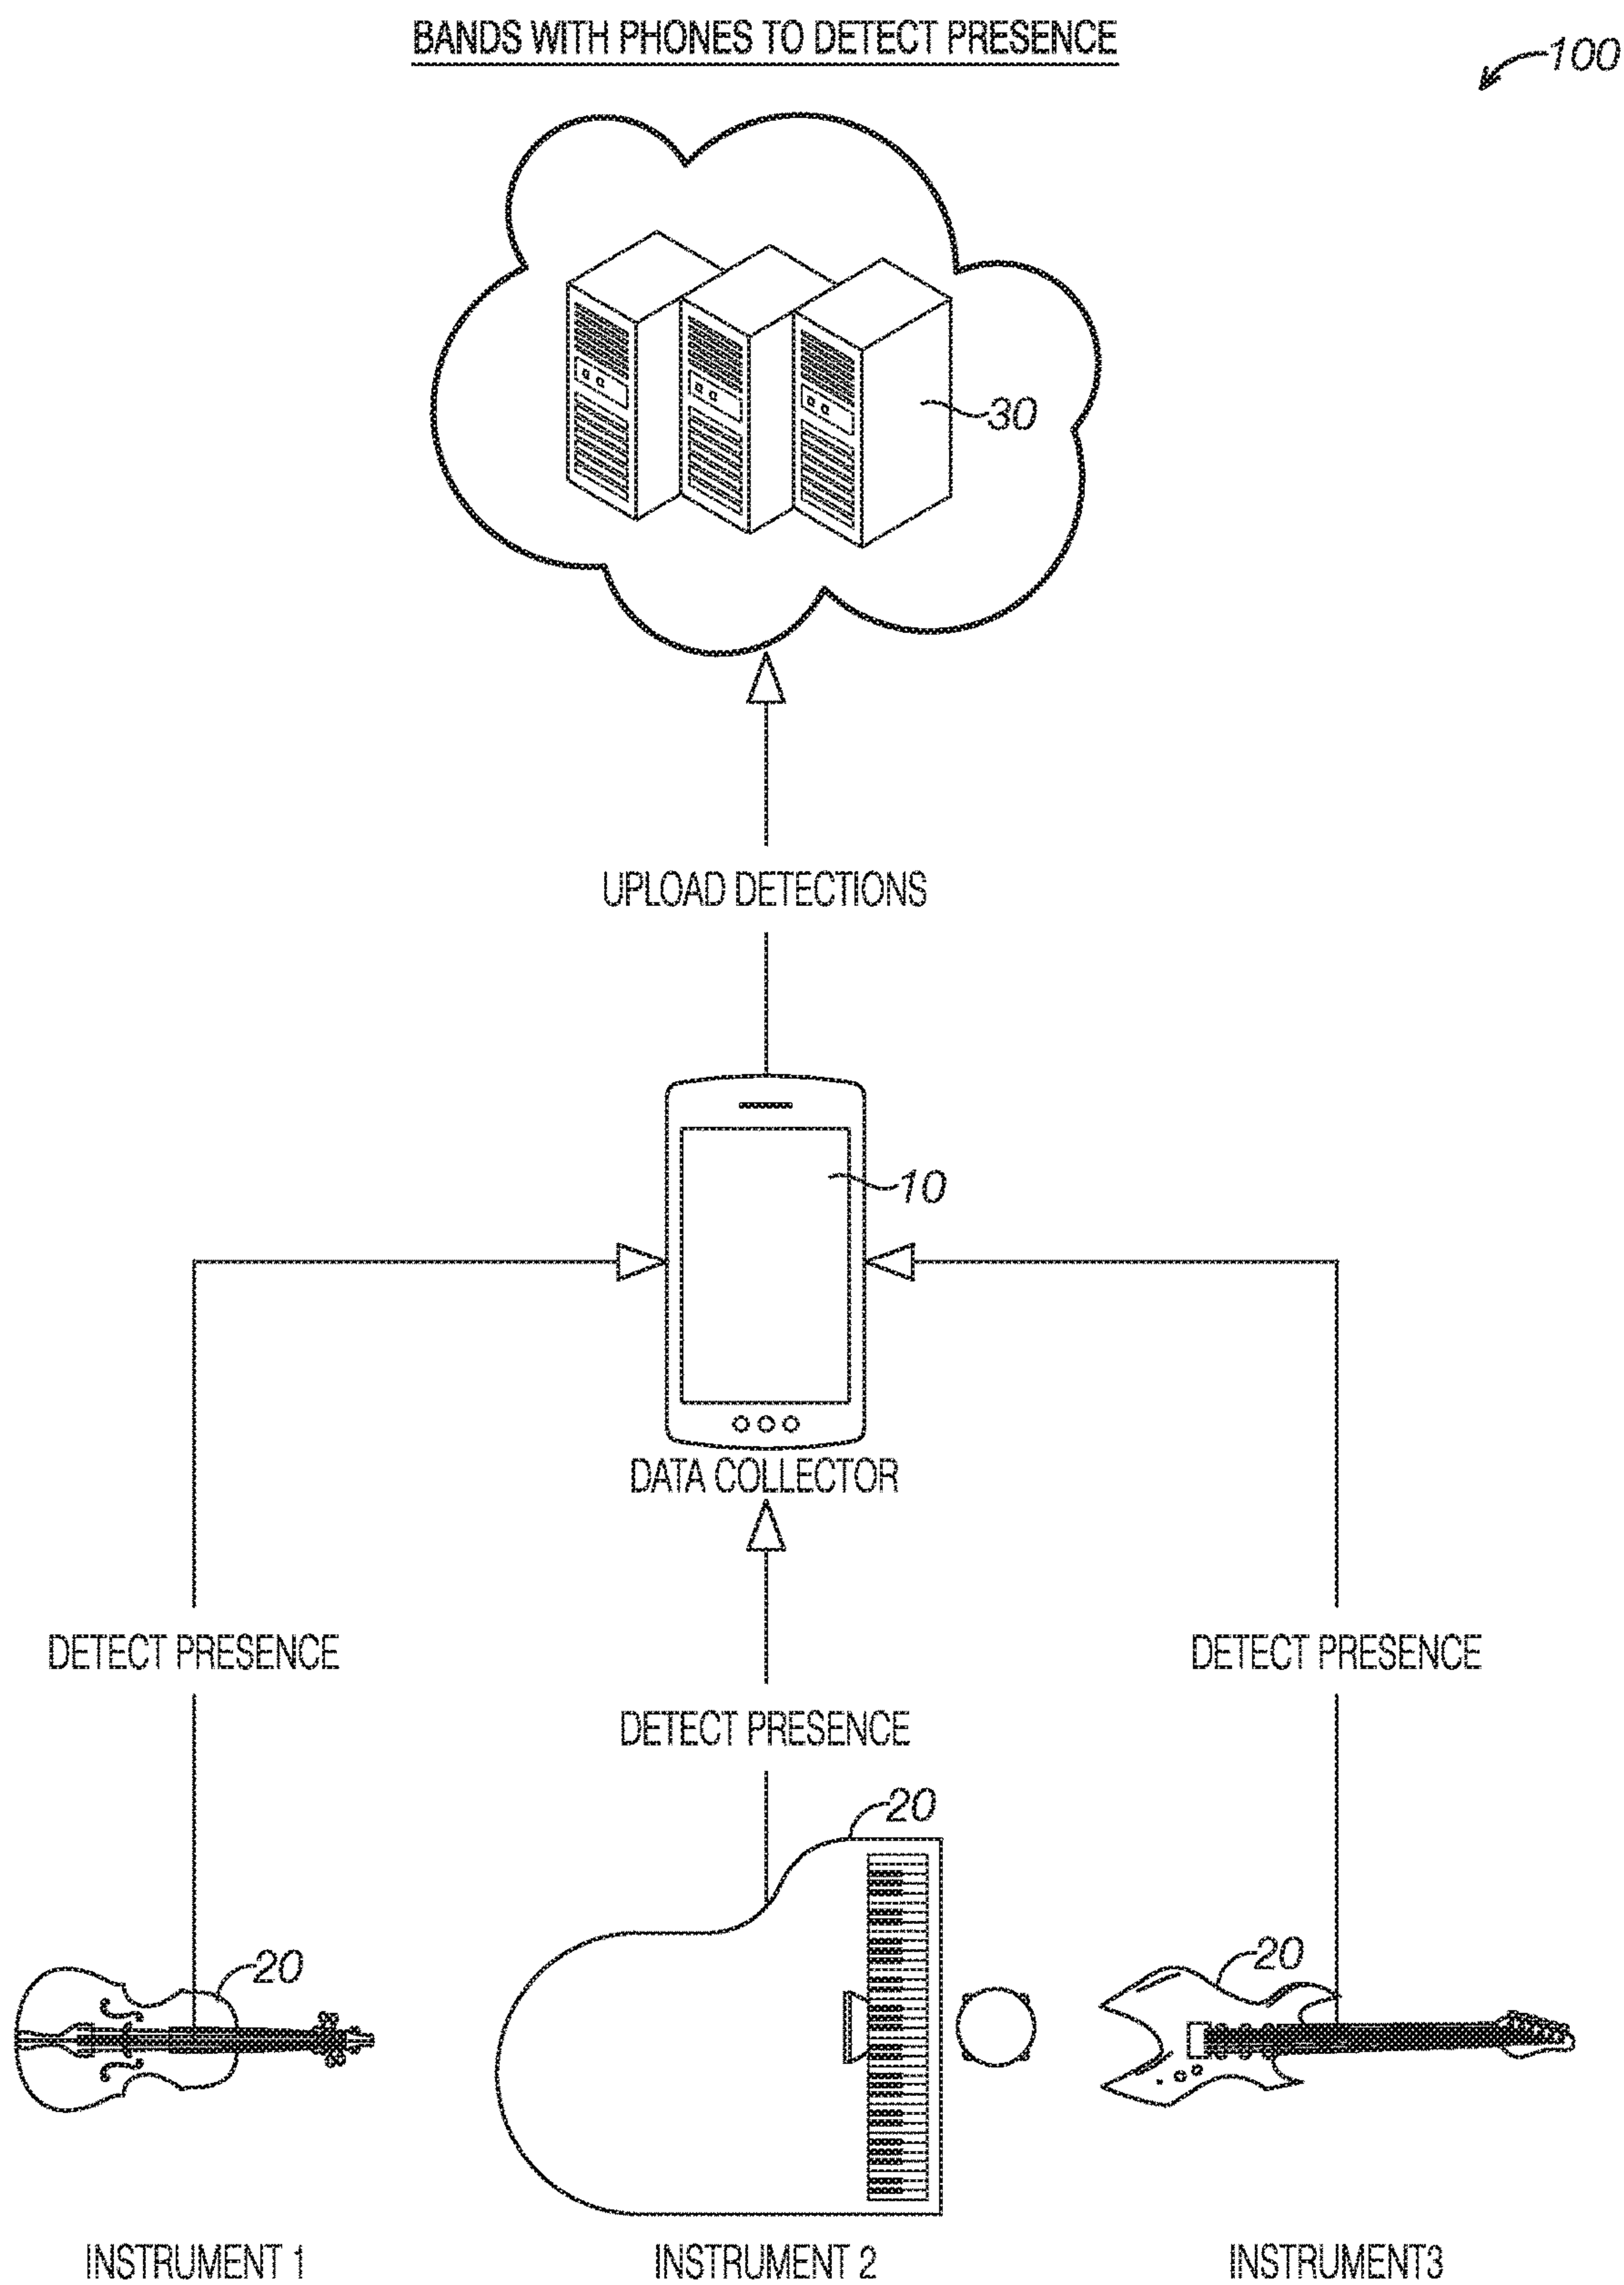 BANDS WITH PHONES TO DETECT PRESENCE
100
30
UPLOAD DETECTIONS
10
DATA COLLECTOR
DETECT PRESENCE
DETECT PRESENCE
DETECT PRESENCE
20
20
20
INSTRUMENT 1
INSTRUMENT 2
INSTRUMENT3